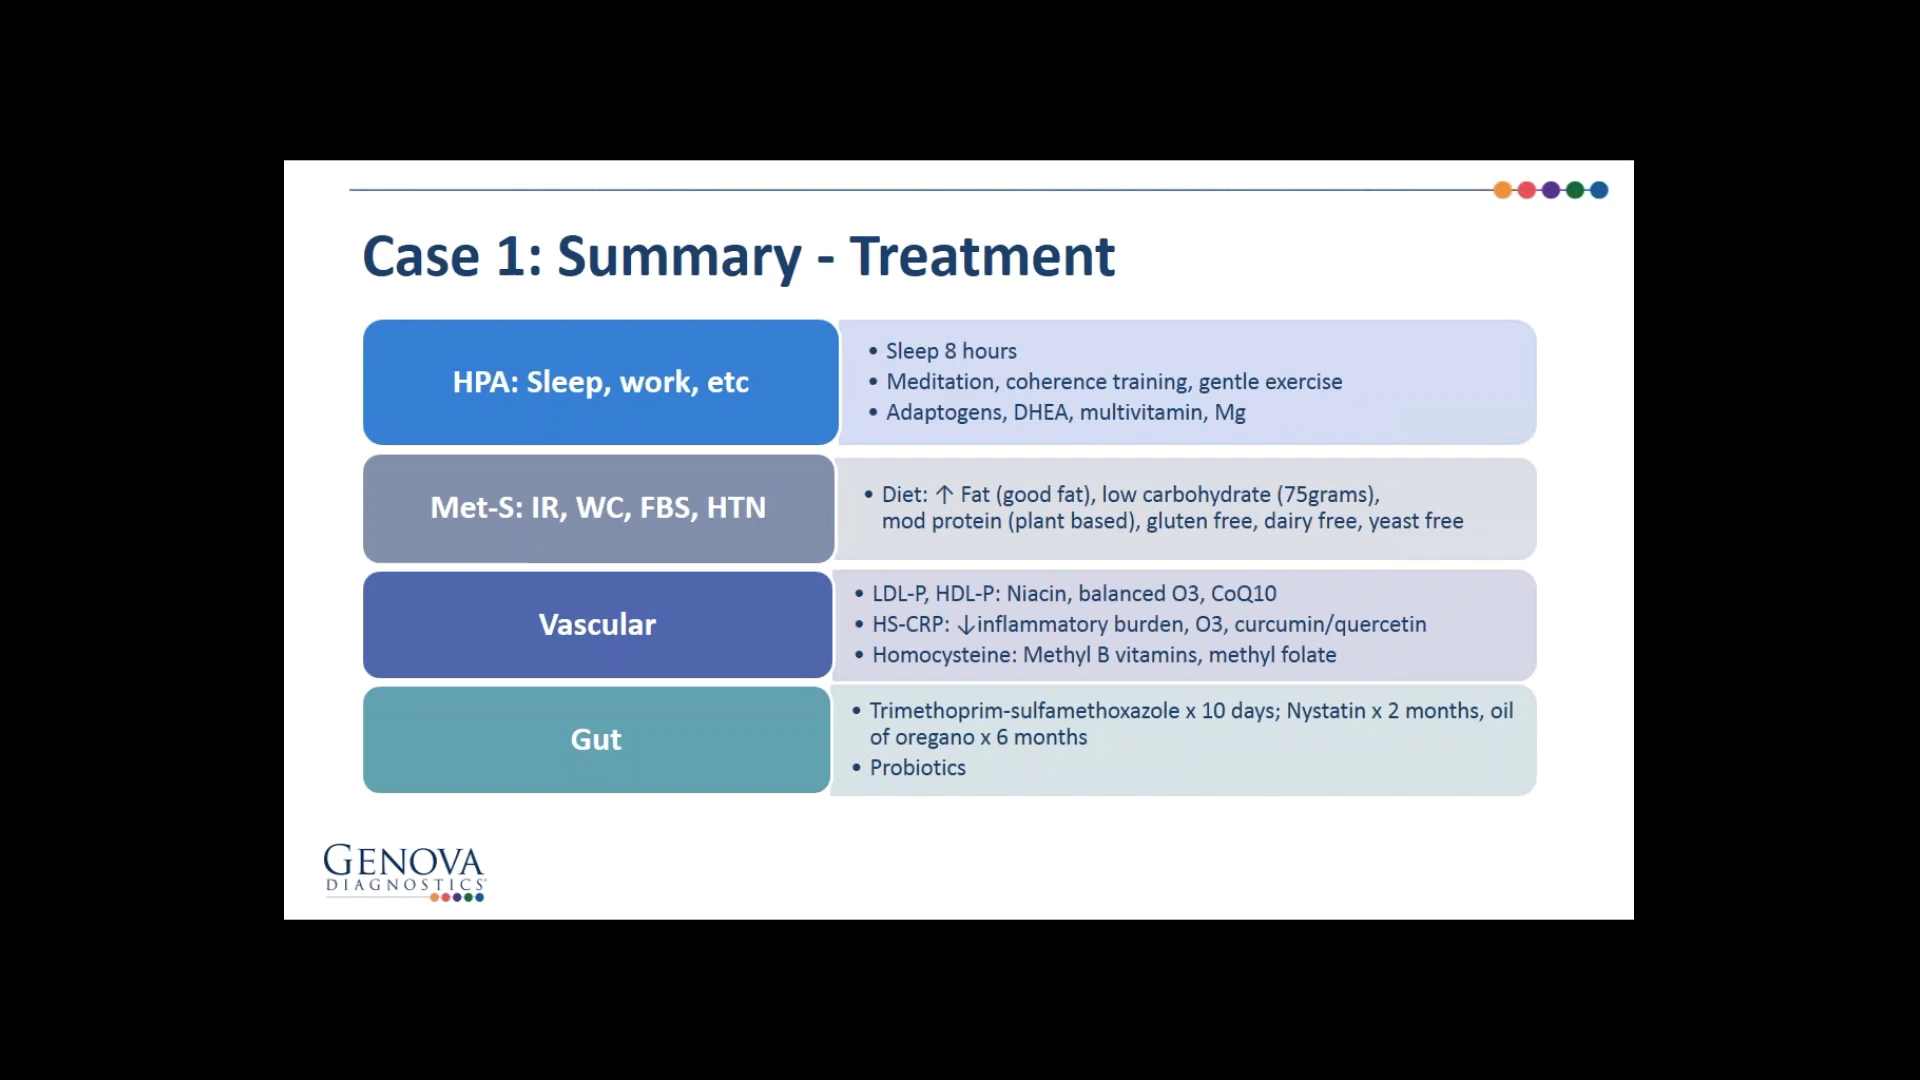 Case 1: Summary - Treatment
HPA: Sleep, work, etc
• Sleep 8 hours
• Meditation, coherence training, gentle exercise
• Adaptogens, DHEA, multivitamin, Mg
Met-S: IR, WC, FBS, HTN
• Diet: ↑ Fat (good fat), low carbohydrate (75grams),
mod protein (plant based), gluten free, dairy free, yeast free
Vascular
• LDL-P, HDL-P: Niacin, balanced O3, CoQ10
• HS-CRP: ↓inflammatory burden, O3, curcumin/quercetin
• Homocysteine: Methyl B vitamins, methyl folate
Gut
• Trimethoprim-sulfamethoxazole x 10 days; Nystatin x 2 months, oil
of oregano x 6 months
• Probiotics
GENOVA
DIAGNOSTICS